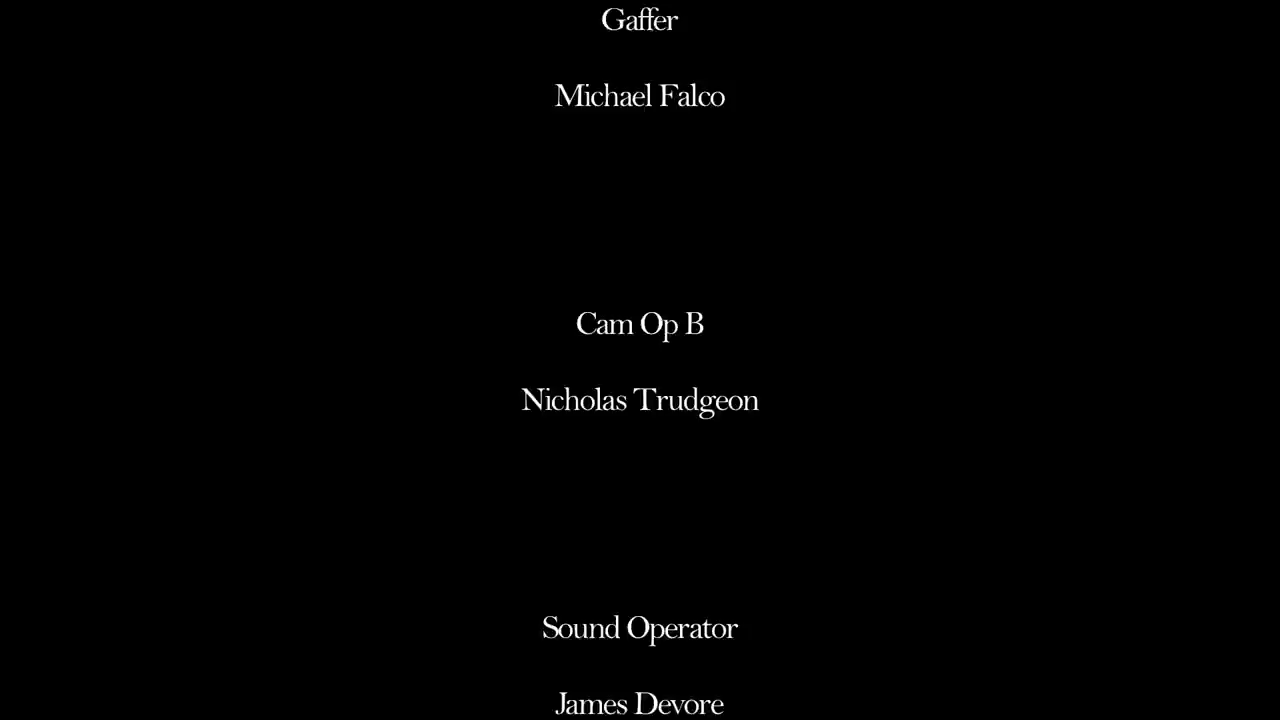 Gaffer
Michael Falco
Cam Op B
Nicholas Trudgeon
Sound Operator
James Devore